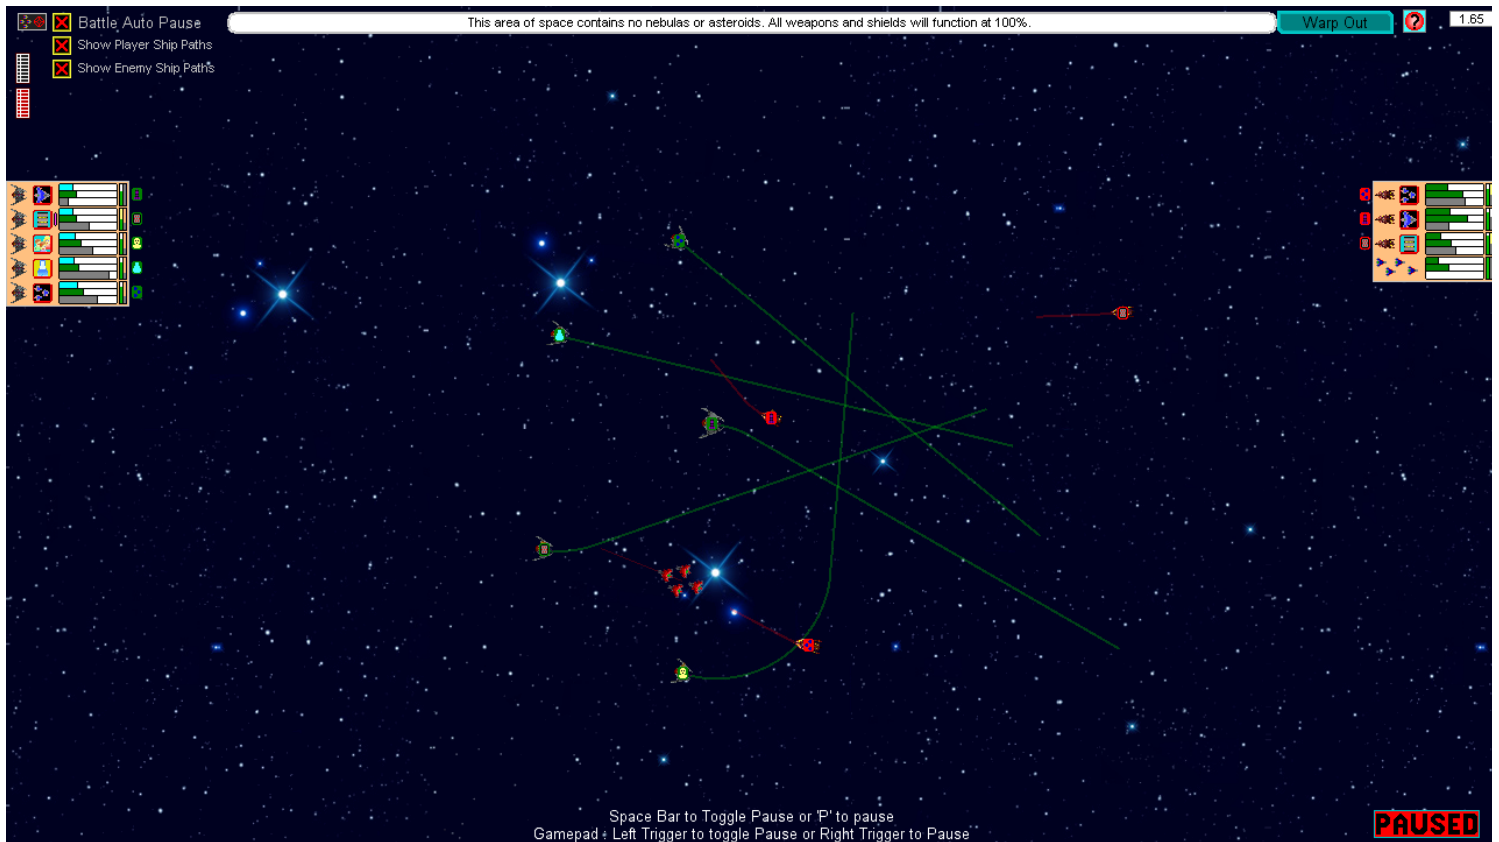 Battle Auto Pause
This area of space contains no nebulas or asteroids. All weapons and shields will function at 100%.
Warp Out
?
1.65
Show Player Ship Paths
Show Enemy Ship Paths
Space Bar to Toggle Pause or 'P' to pause
Gamepad - Left Trigger to toggle Pause or Right Trigger to Pause
PAUSED